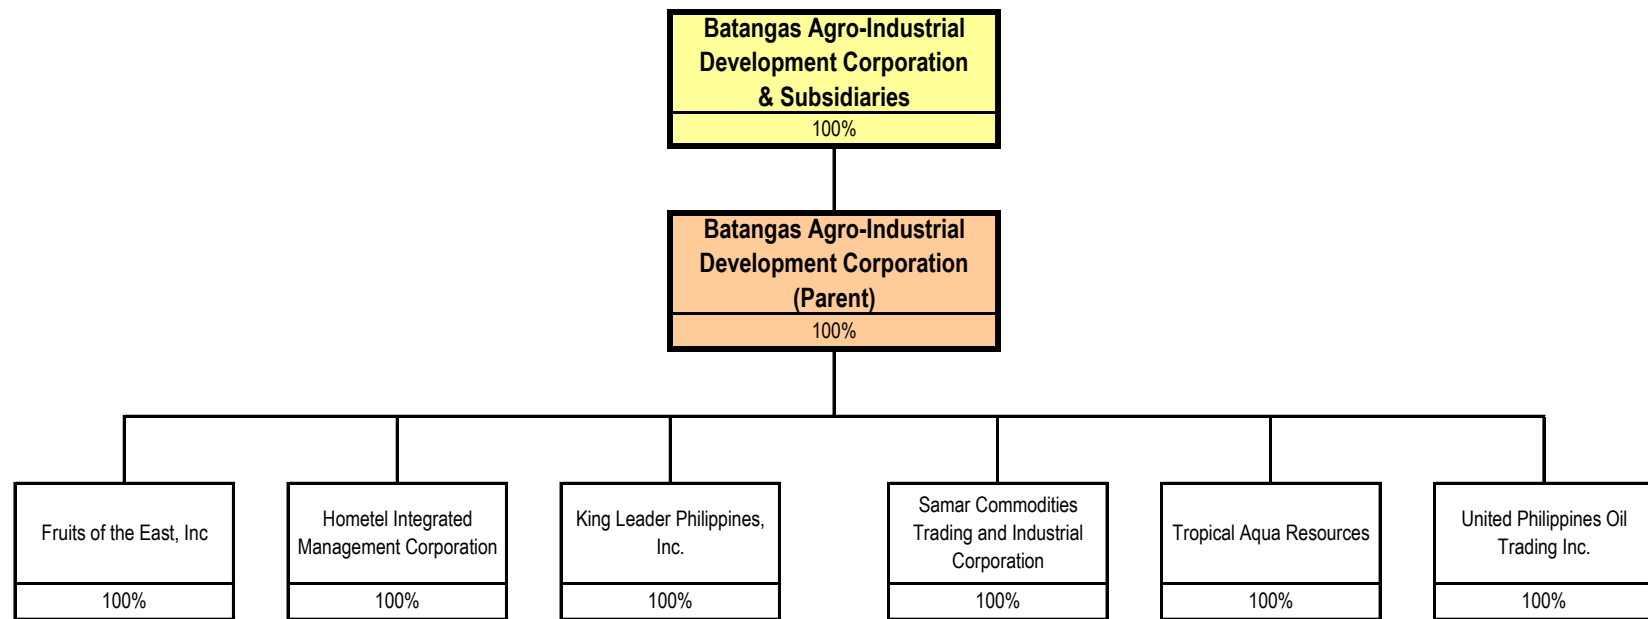 Batangas Agro-Industrial
Development Corporation
& Subsidiaries
100%
Batangas Agro-Industrial
Development Corporation
(Parent)
100%
Fruits of the East, Inc
100%
Hometel Integrated
Management Corporation
100%
King Leader Philippines,
Inc.
100%
Samar Commodities
Trading and Industrial
Corporation
100%
Tropical Aqua Resources
100%
United Philippines Oil
Trading Inc.
100%